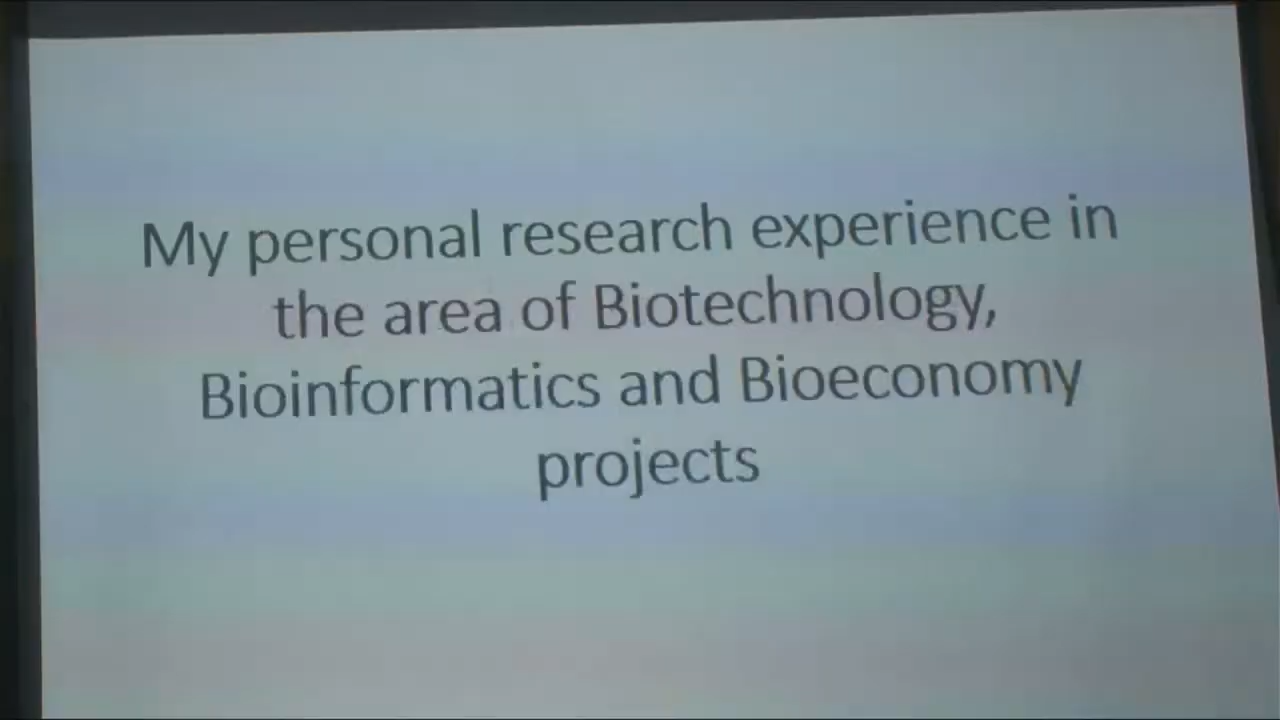 My personal research experience in
the area of Biotechnology,
Bioinformatics and Bioeconomy
projects